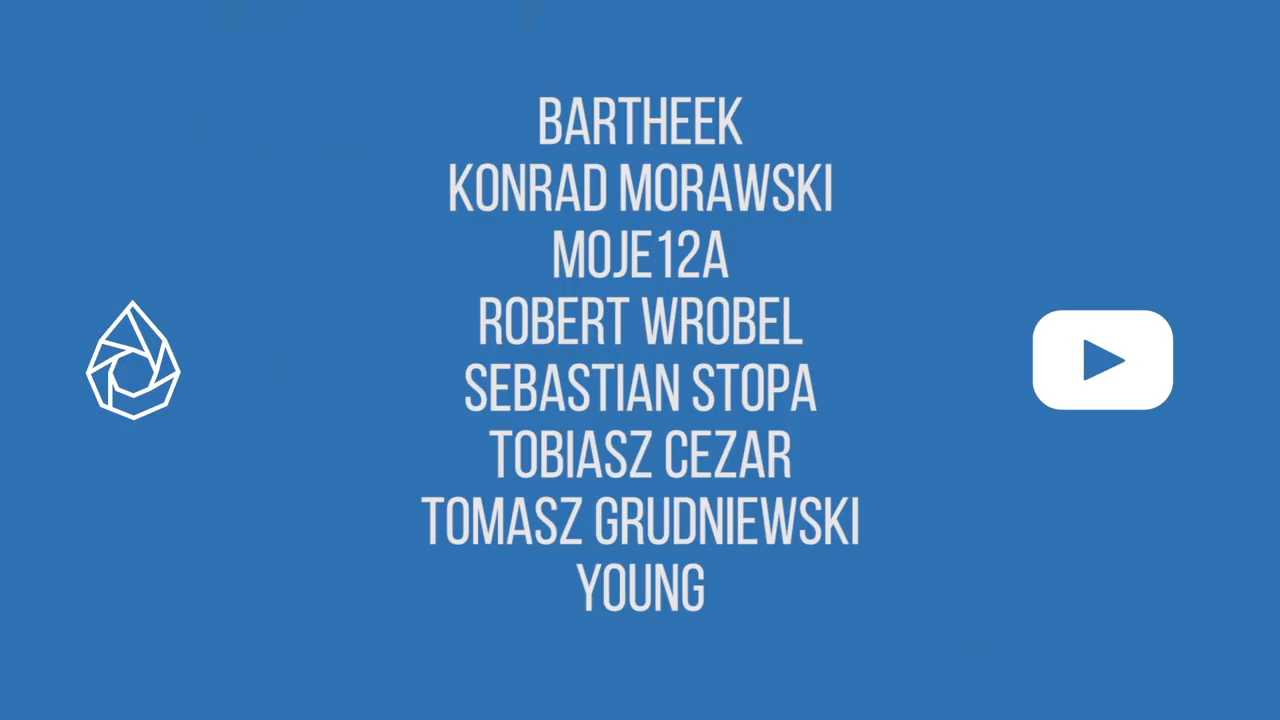 BARTHEEK
KONRAD MORAWSKI
MOJE12A
ROBERT WROBEL
SEBASTIAN STOPA
TOBIASZ CEZAR
TOMASZ GRUDNIEWSKI
YOUNG